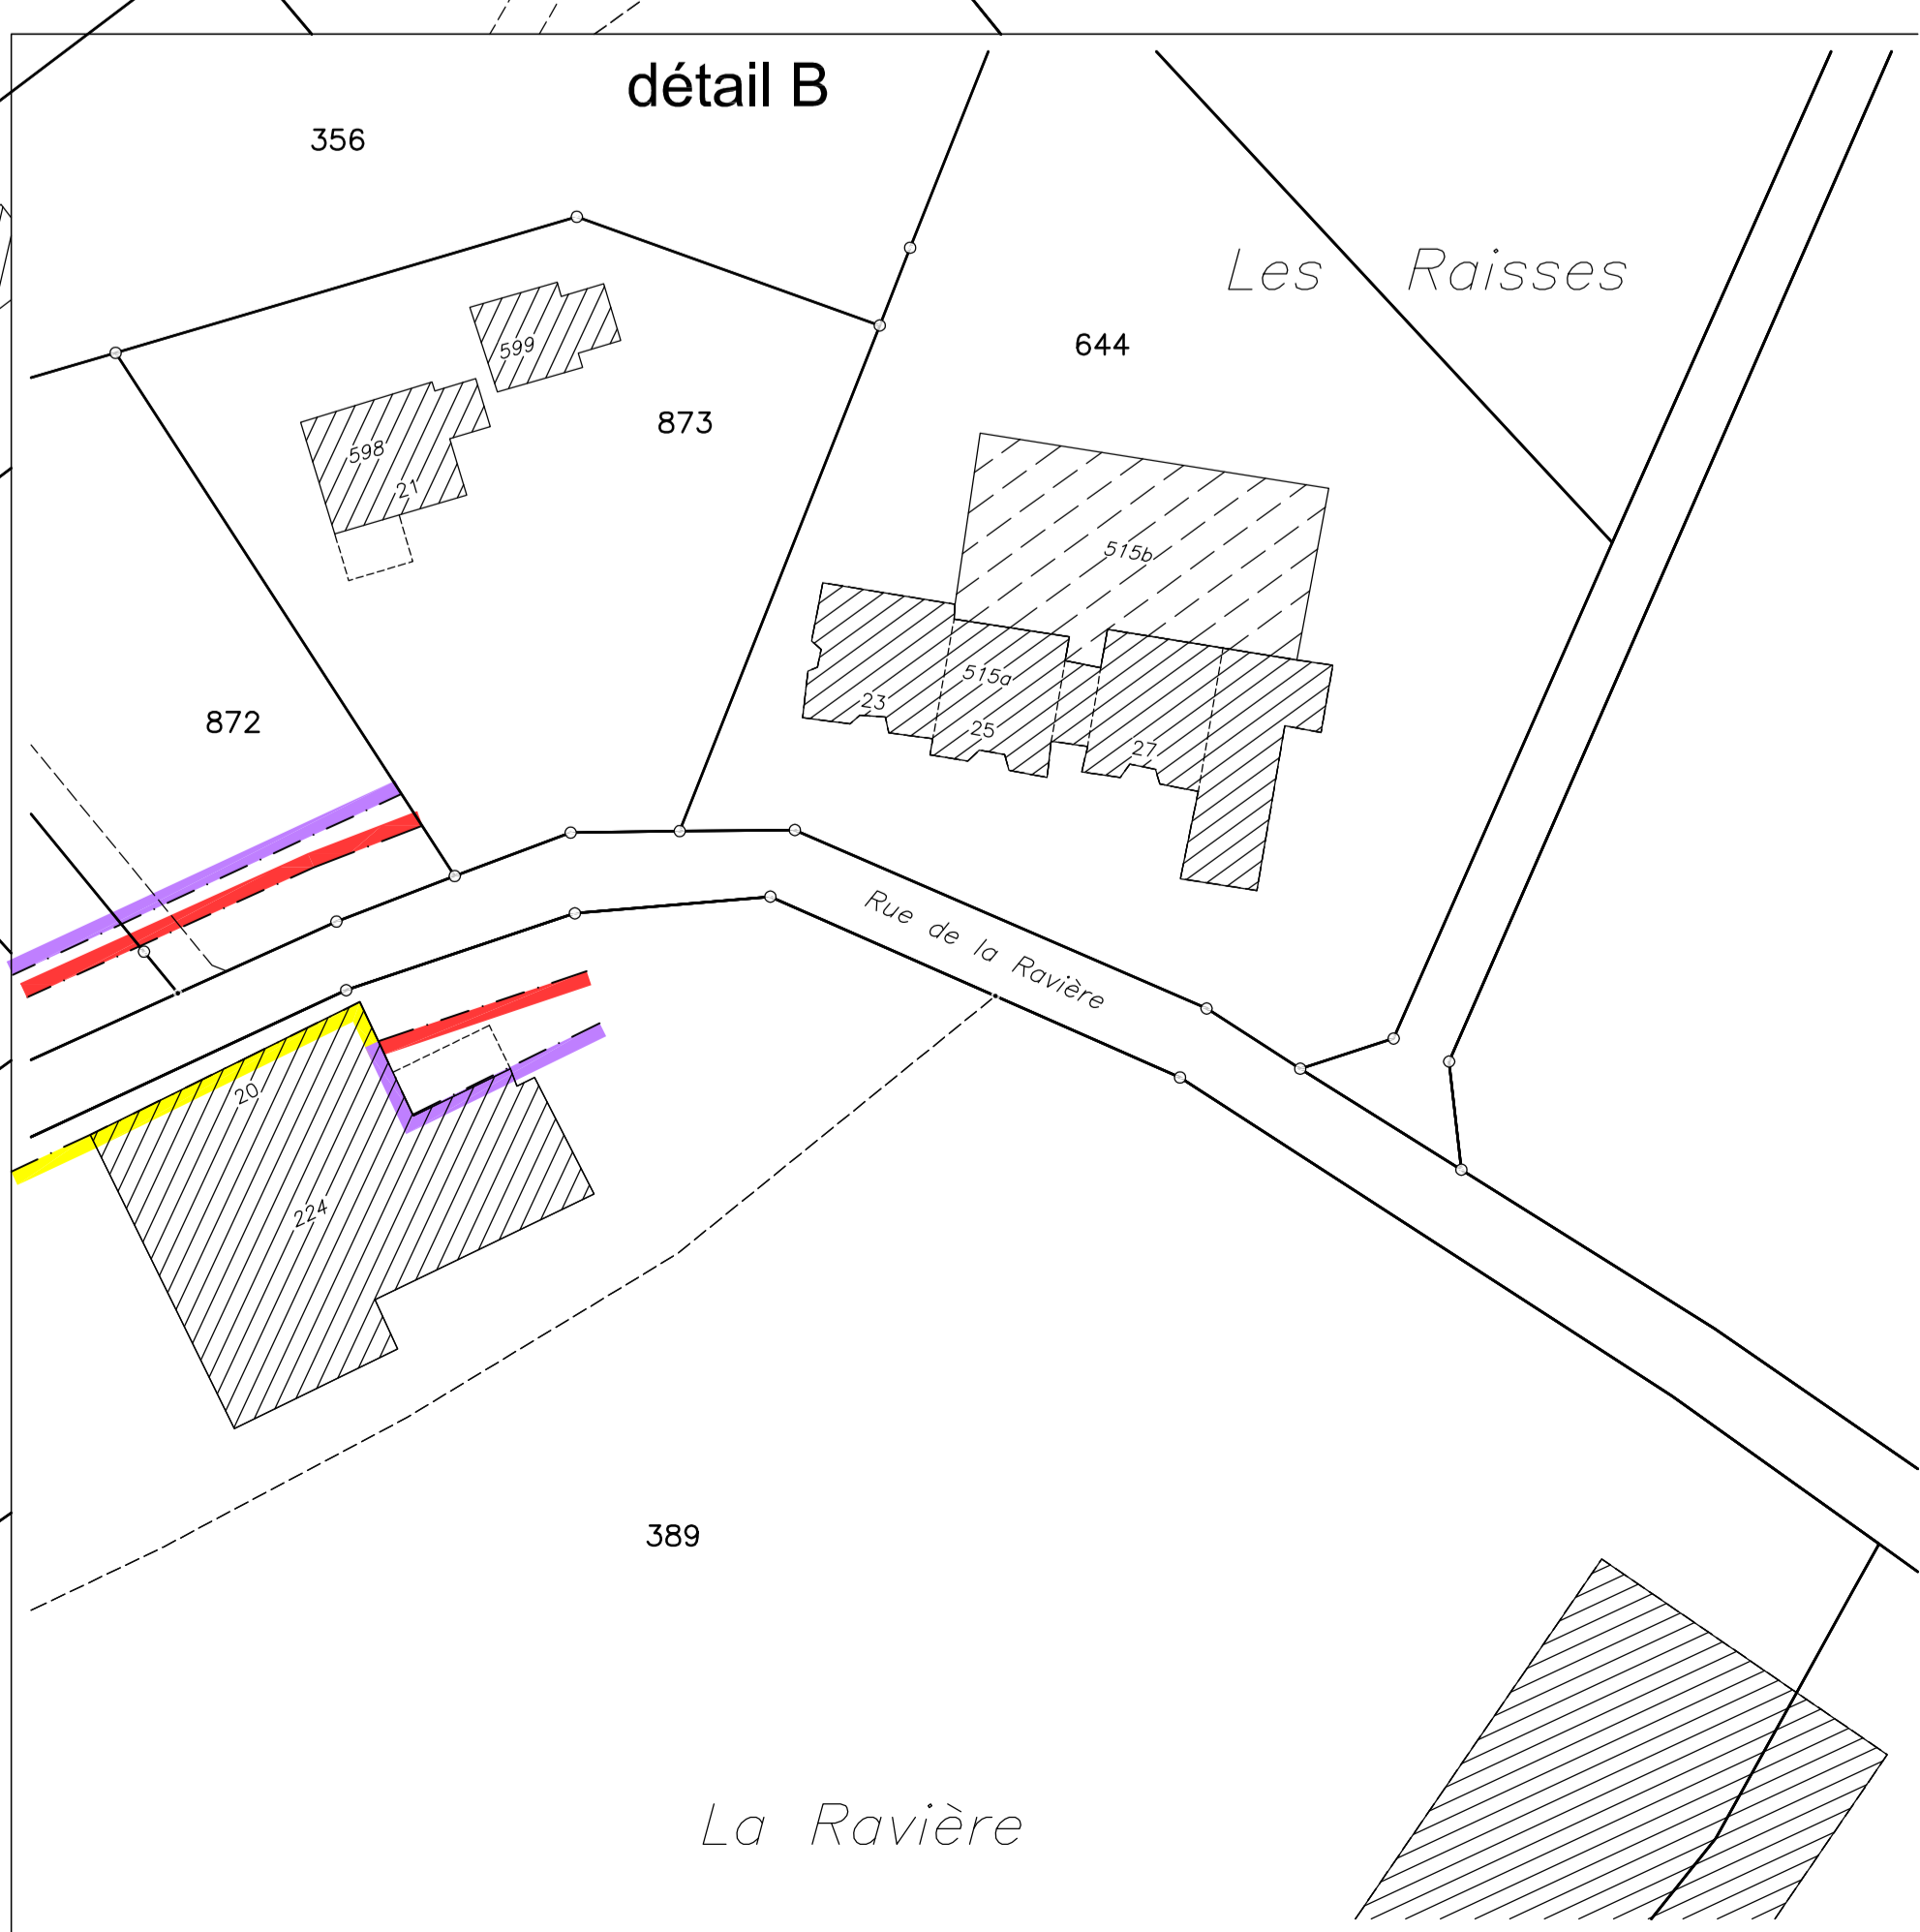 détail B
356
Les Raisses
599
644
873
598
21
515b
515a
23
25
27
872
Rue de la Ravière
20
224
389
La Ravière